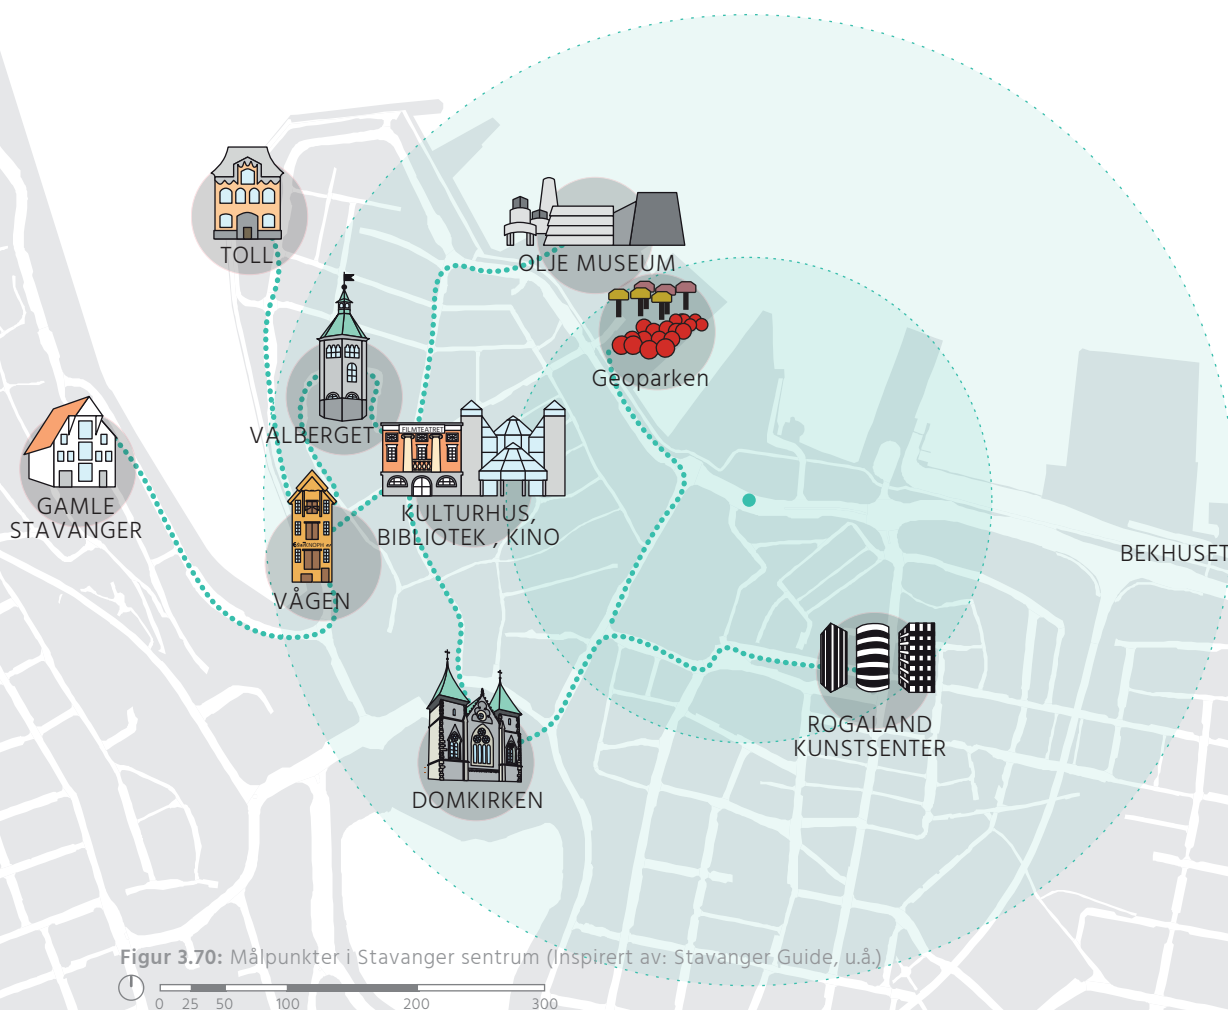 TOLL
OLJE MUSEUM
Geoparken
VALBERGET
FILMTEATRET
GAMLE
STAVANGER
KULTURHUS,
BIBLIOTEK , KINO
BEKHUSET
VÅGEN
ROGALAND
KUNSTSENTER
DOMKIRKEN
Figur 3.70: Målpunkter i Stavanger sentrum (Inspirert av: Stavanger Guide, u.å.)
0 25 50 100 200 300